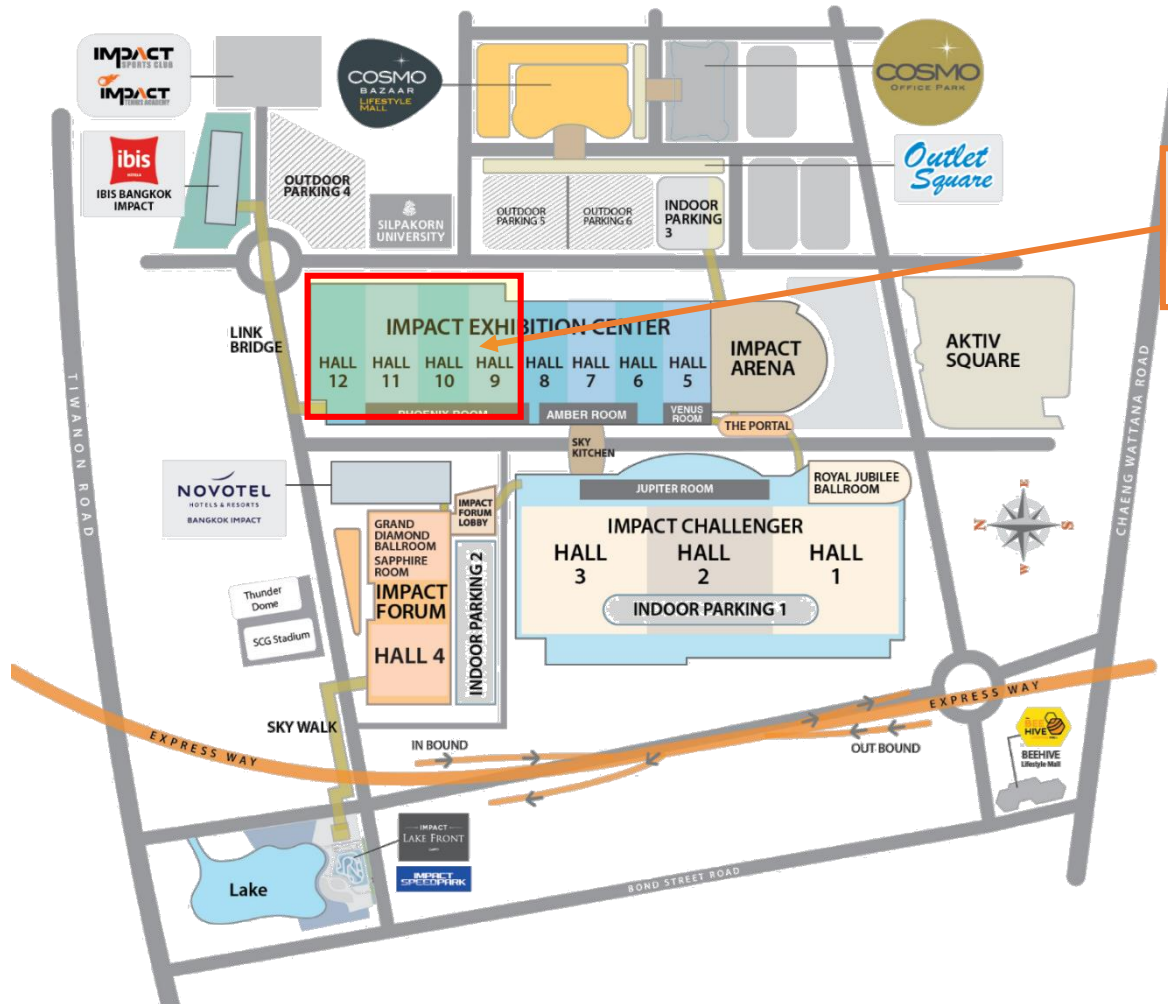 IMPACT
SPORTS CLUB
IMPACT
TENNIS ACADEMY
COSMO
BAZAAR
LIFESTYLE
MALL
COSMO
OFFICE PARK
ibis
HOTELS
IBIS BANGKOK
IMPACT
OUTDOOR
PARKING 4
SILPAKORN
UNIVERSITY
OUTDOOR
PARKING 5
OUTDOOR
PARKING 6
INDOOR
PARKING
3
Outlet
Square
LINK
BRIDGE
IMPACT EXHIBITION CENTER
HALL
12
HALL
11
HALL
10
HALL
9
HALL
8
HALL
7
HALL
6
HALL
5
IMPACT
ARENA
AKTIV
SQUARE
PHOENIX ROOM
AMBER ROOM
VENUS
ROOM
THE PORTAL
TIWANON ROAD
CHAENG WATTANA ROAD
SKY
KITCHEN
NOVOTEL
HOTELS & RESORTS
BANGKOK IMPACT
IMPACT
FORUM
LOBBY
JUPITER ROOM
ROYAL JUBILEE
BALLROOM
GRAND
DIAMOND
BALLROOM
SAPPHIRE
ROOM
IMPACT
FORUM
HALL 4
INDOOR PARKING 2
IMPACT CHALLENGER
HALL
3
HALL
2
HALL
1
INDOOR PARKING 1
E
N
S
W
Thunder
Dome
SCG Stadium
SKY WALK
EXPRESS WAY
IN BOUND
OUT BOUND
EXPRESS WAY
BEE
HIVE
BEEHIVE
Lifestyle Mall
IMPACT
LAKE FRONT
IMPACT
SPEEDPARK
Lake
BOND STREET ROAD